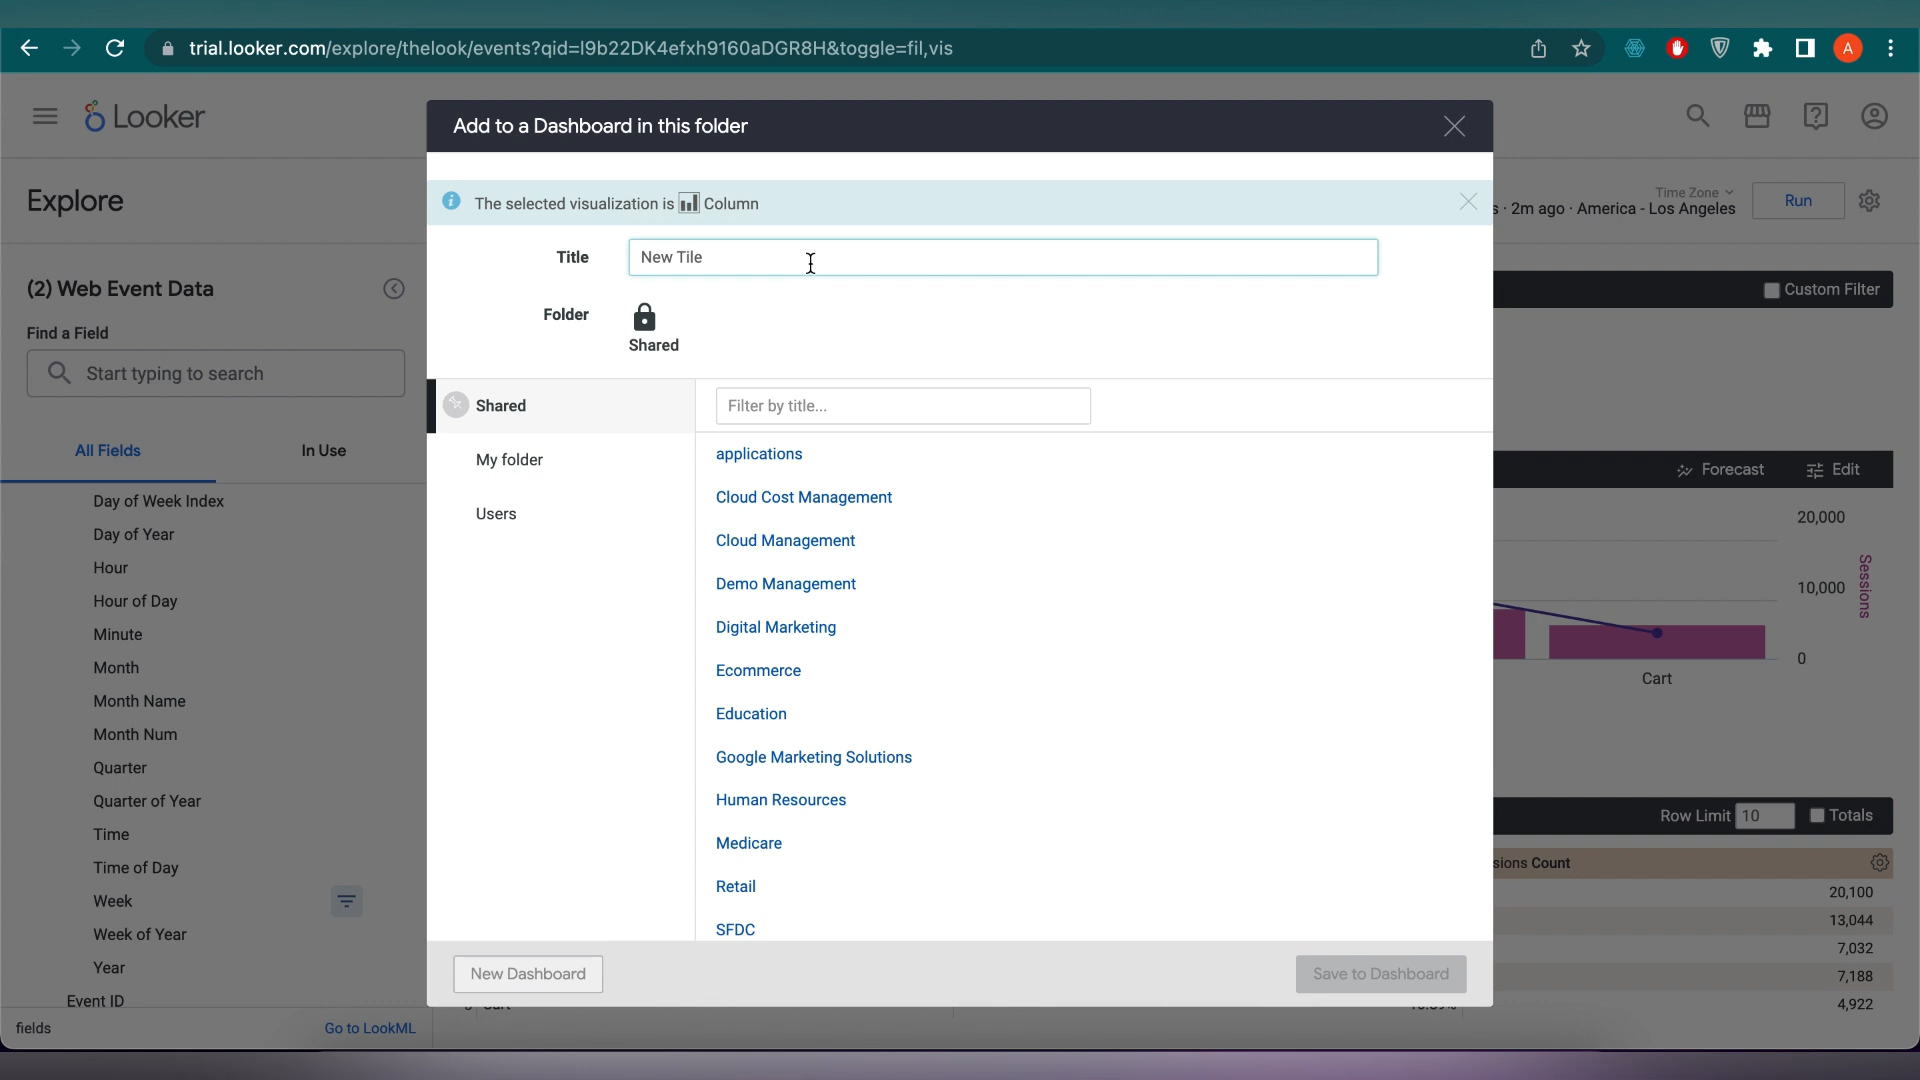 trial.looker.com/explore/thelook/events?qid=I9b22DK4efxh9160aDGR8H&toggle=fil,vis
A
Looker
Add to a Dashboard in this folder
Explore
The selected visualization is Column
Time Zone
s · 2m ago · America - Los Angeles
Run
Title
New Tile
(2) Web Event Data
Custom Filter
Folder
Shared
Find a Field
Start typing to search
Shared
Filter by title...
All Fields
In Use
My folder
Users
applications
Cloud Cost Management
Cloud Management
Demo Management
Digital Marketing
Ecommerce
Education
Google Marketing Solutions
Human Resources
Medicare
Retail
SFDC
Forecast
Edit
20,000
10,000
0
Sessions
Cart
Day of Week Index
Day of Year
Hour
Hour of Day
Minute
Month
Month Name
Month Num
Quarter
Quarter of Year
Time
Time of Day
Week
Week of Year
Year
Event ID
Row Limit 10
Totals
sions Count
20,100
13,044
7,032
7,188
4,922
New Dashboard
Save to Dashboard
fields
Go to LookML